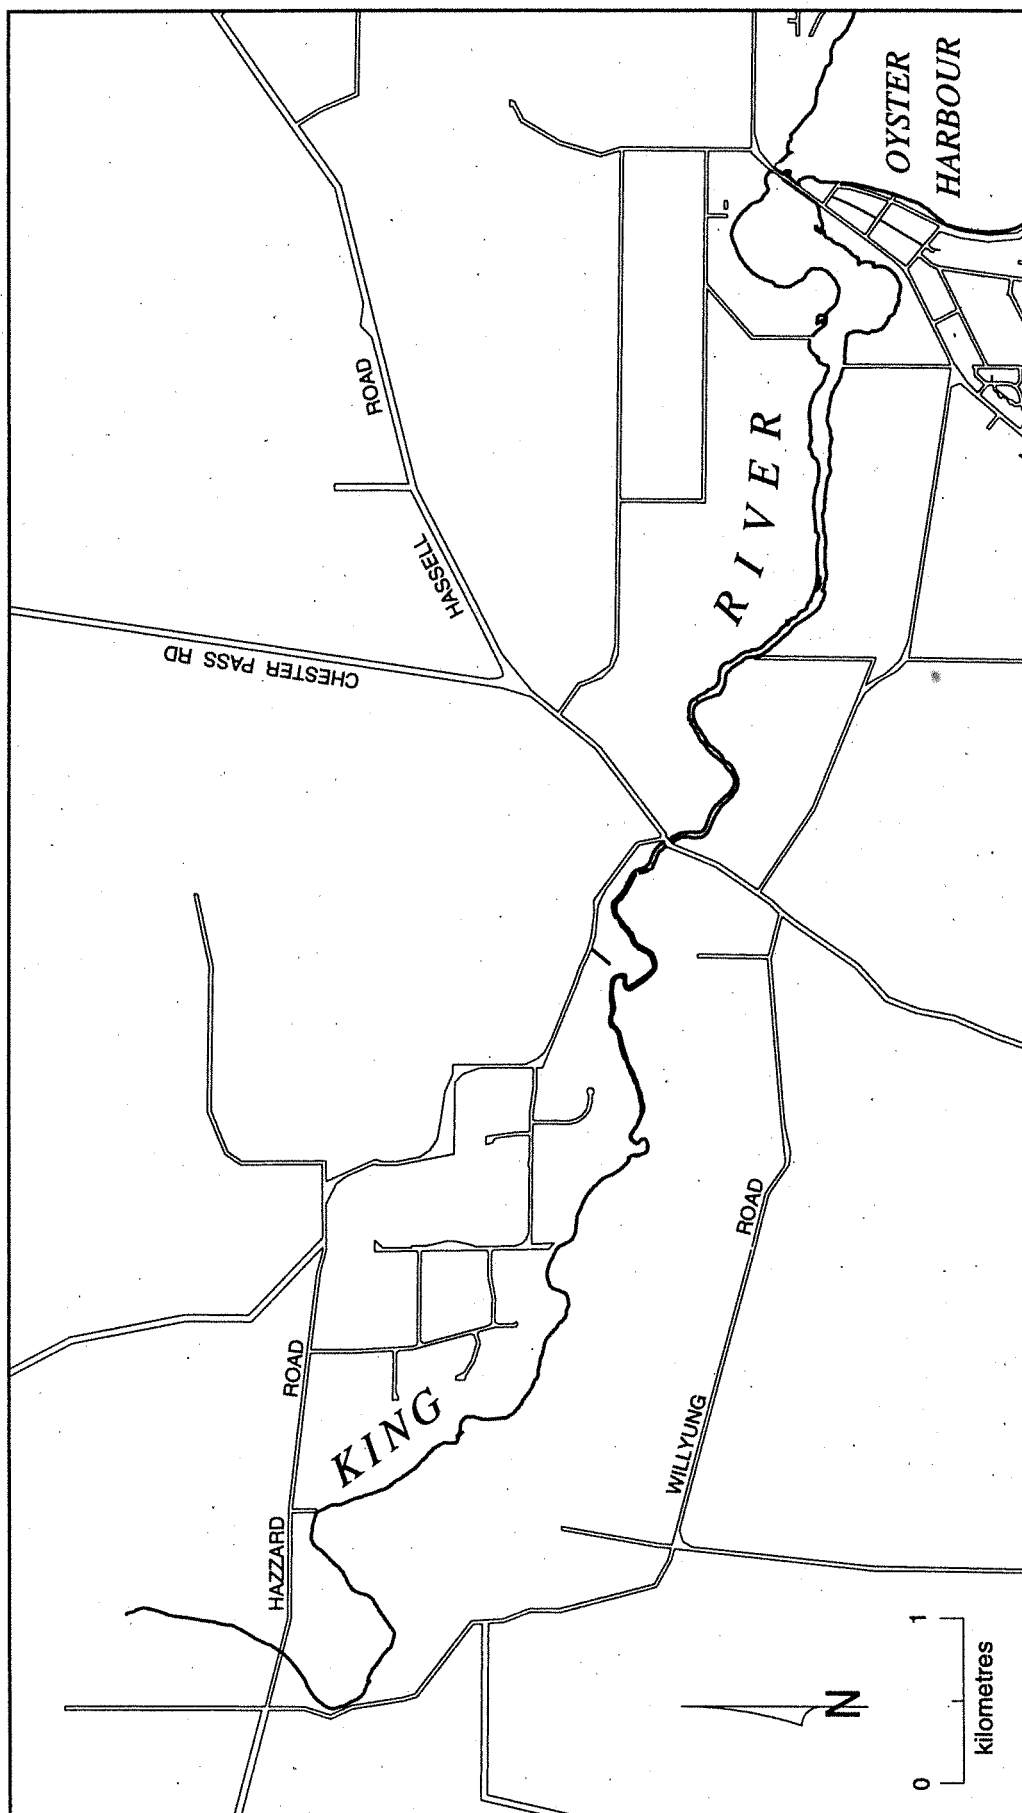 OYSTER
HARBOUR
ROAD
HASSELL
CHESTER PASS RD
RIVER
ROAD
WILLYUNG
ROAD
HAZZARD
KING
N
0 1
kilometres